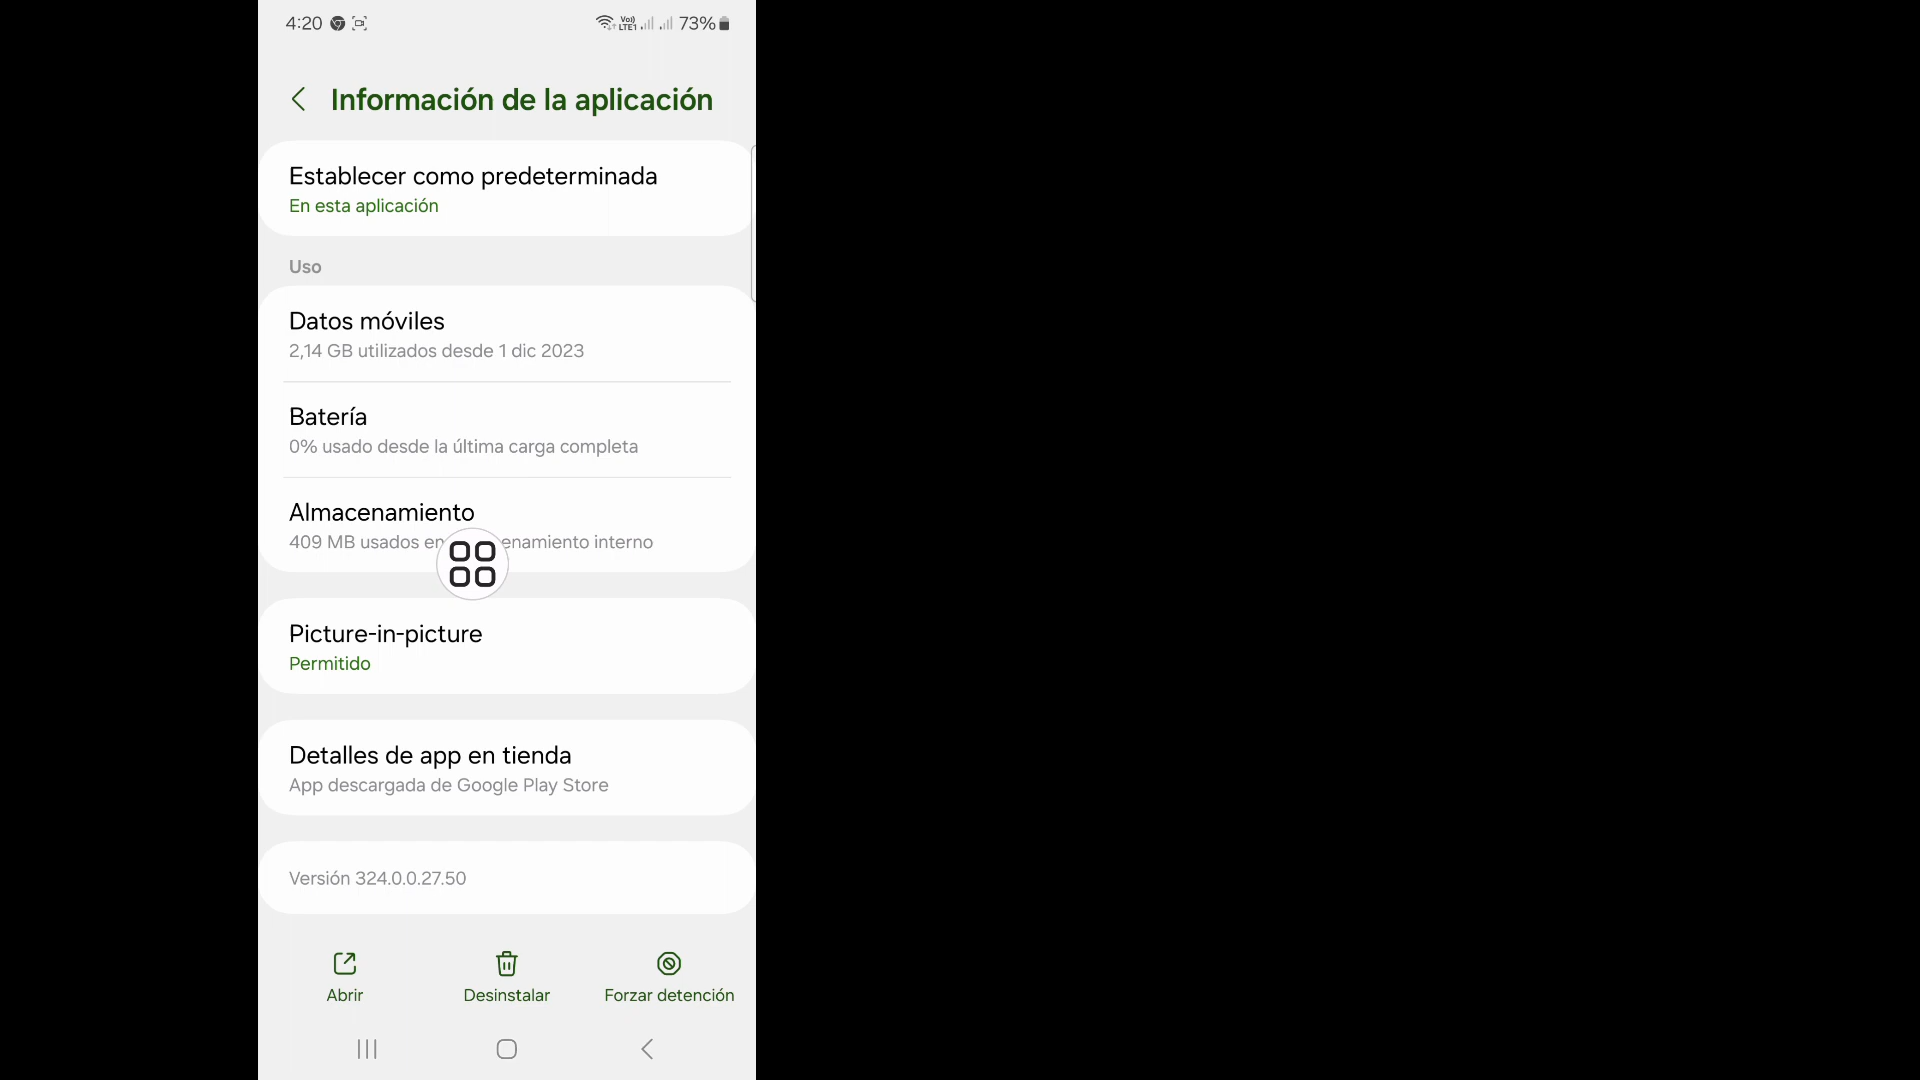 4:20
Vo)) LTE1 73%
Información de la aplicación
Establecer como predeterminada
En esta aplicación
Uso
Datos móviles
2,14 GB utilizados desde 1 dic 2023
Batería
0% usado desde la última carga completa
Almacenamiento
409 MB usados en enamiento interno
Picture-in-picture
Permitido
Detalles de app en tienda
App descargada de Google Play Store
Versión 324.0.0.27.50
Abrir
Desinstalar
Forzar detención